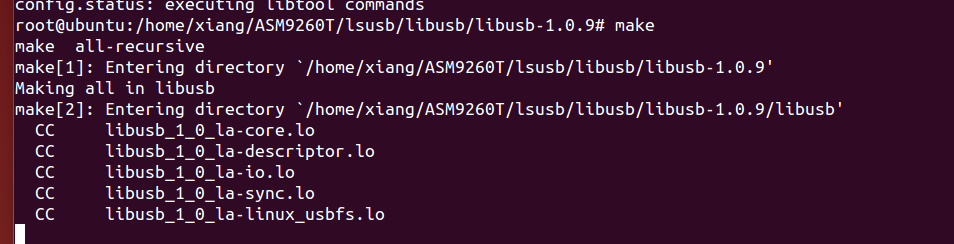 config.status: executing libtool commands
root@ubuntu:/home/xiang/ASM9260T/lsusb/libusb/libusb-1.0.9# make
make  all-recursive
make[1]: Entering directory `/home/xiang/ASM9260T/lsusb/libusb/libusb-1.0.9'
Making all in libusb
make[2]: Entering directory `/home/xiang/ASM9260T/lsusb/libusb/libusb-1.0.9/libusb'
  CC     libusb_1_0_la-core.lo
  CC     libusb_1_0_la-descriptor.lo
  CC     libusb_1_0_la-io.lo
  CC     libusb_1_0_la-sync.lo
  CC     libusb_1_0_la-linux_usbfs.lo